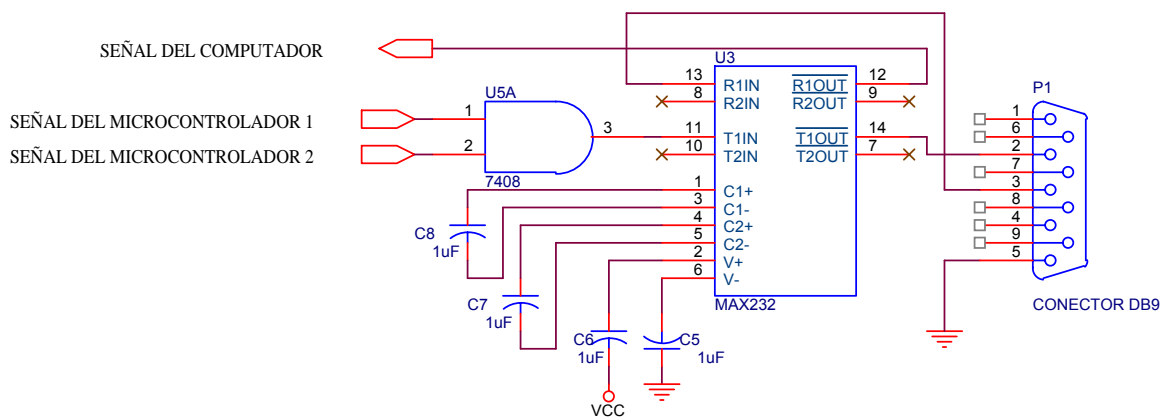 SEÑAL DEL COMPUTADOR
SEÑAL DEL MICROCONTROLADOR 1
SEÑAL DEL MICROCONTROLADOR 2
U5A
1
2
3
7408
U3
13 R1IN
8 R2IN
11 T1IN
10 T2IN
1 C1+
3 C1-
4 C2+
5 C2-
2 V+
6 V-
R1OUT 12
R2OUT 9
T1OUT 14
T2OUT 7
MAX232
C8
1uF
C7
1uF
C6
1uF
C5
1uF
VCC
P1
1
6
2
7
3
8
4
9
5
CONECTOR DB9